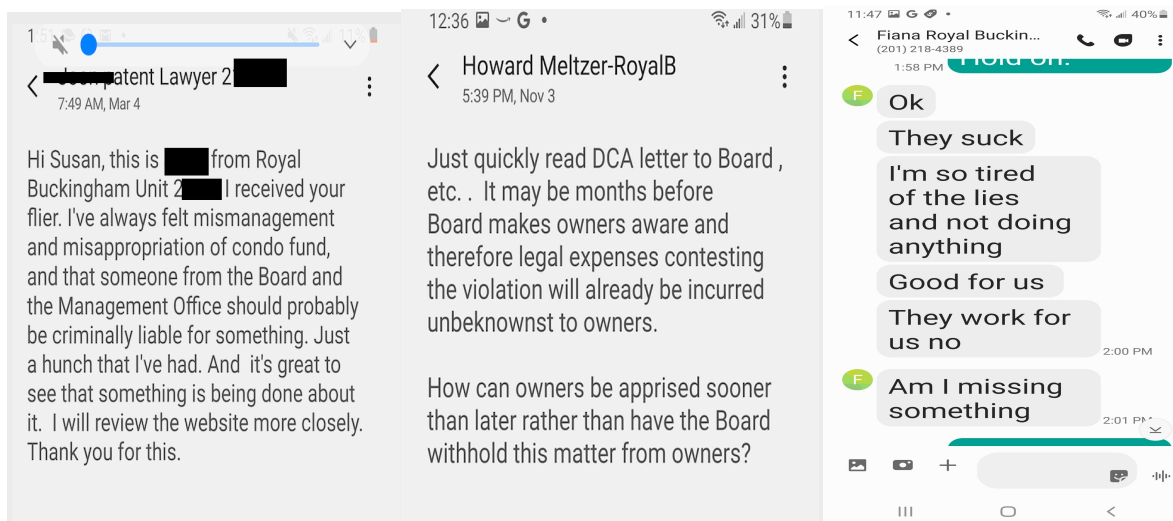 11%
patent Lawyer 2
7:49 AM, Mar 4
Hi Susan, this is from Royal
Buckingham Unit 2 I received your
flier. I've always felt mismanagement
and misappropriation of condo fund,
and that someone from the Board and
the Management Office should probably
be criminally liable for something. Just
a hunch that I've had. And it's great to
see that something is being done about
it. I will review the website more closely.
Thank you for this.
12:36 G • 31%
Howard Meltzer-RoyalB
5:39 PM, Nov 3
Just quickly read DCA letter to Board ,
etc. . It may be months before
Board makes owners aware and
therefore legal expenses contesting
the violation will already be incurred
unbeknownst to owners.
How can owners be apprised sooner
than later rather than have the Board
withhold this matter from owners?
11:47 G • 40%
Fiana Royal Buckin...
(201) 218-4389
1:58 PM Hold on.
F
Ok
They suck
I'm so tired
of the lies
and not doing
anything
Good for us
They work for
us no
2:00 PM
F
Am I missing
something
2:01 PM